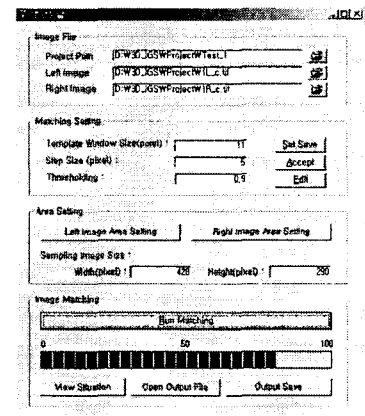 Image File
Project Path
Left Image
Right Image
Matching Setting
Template Window Size(pixel) : 11 Set Save
Step Size (pixel) : 5 Accept
Thresholding : 0,9 Edit
Area Setting
Left Image Area Setting Right Image Area Setting
Sampling Image Size :
Width(pixel) : 428 Height(pixel) : 290
Image Matching
Run Matching
0 50 100
View Situation Open Output File Output Save